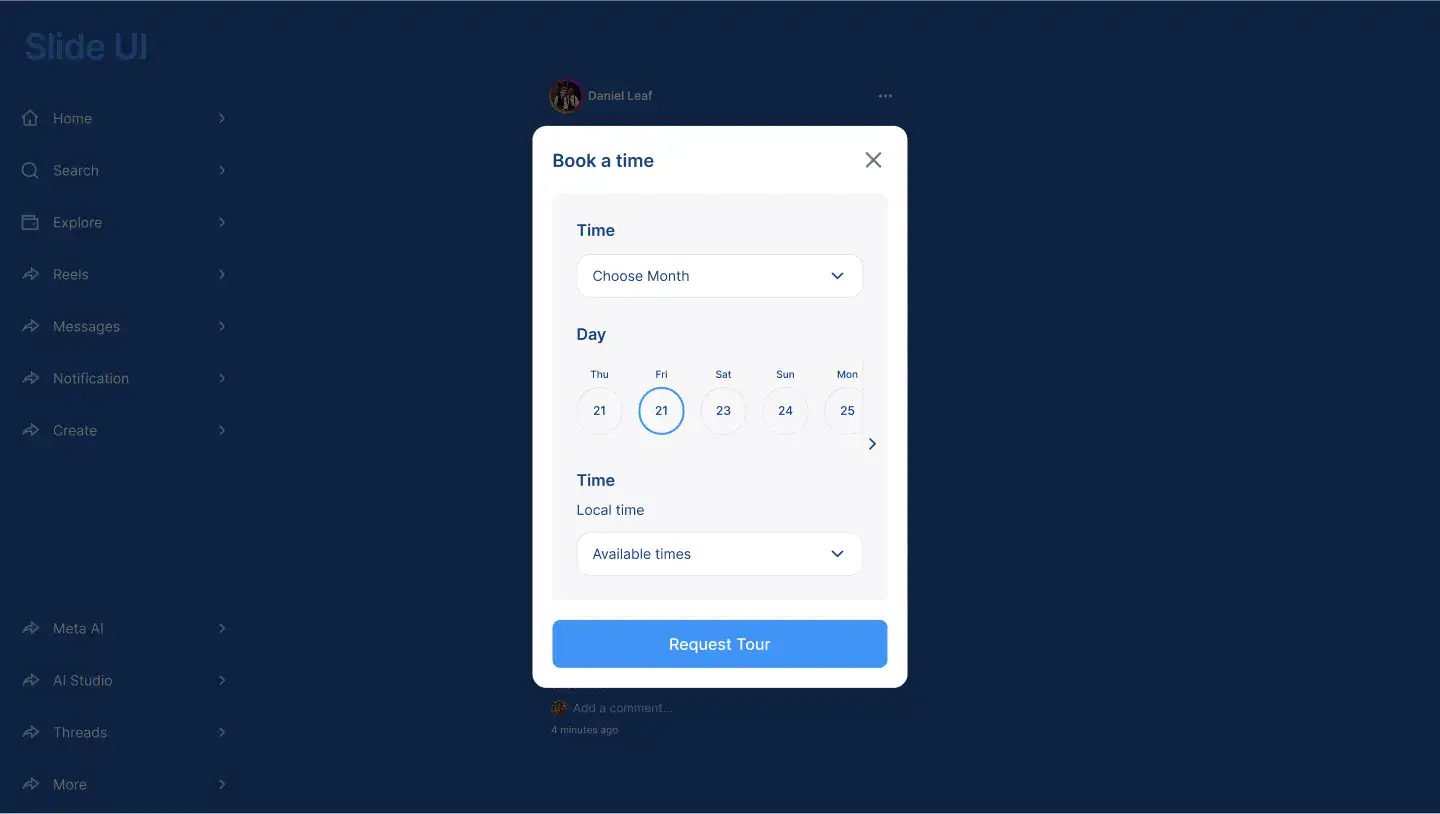 Slide UI
Home
Search
Explore
Reels
Messages
Notification
Create
Meta AI
AI Studio
Threads
More
Daniel Leaf
Book a time
Time
Choose Month
Day
Thu Fri Sat Sun Mon
21 21 23 24 25
Time
Local time
Available times
Request Tour
Add a comment...
4 minutes ago